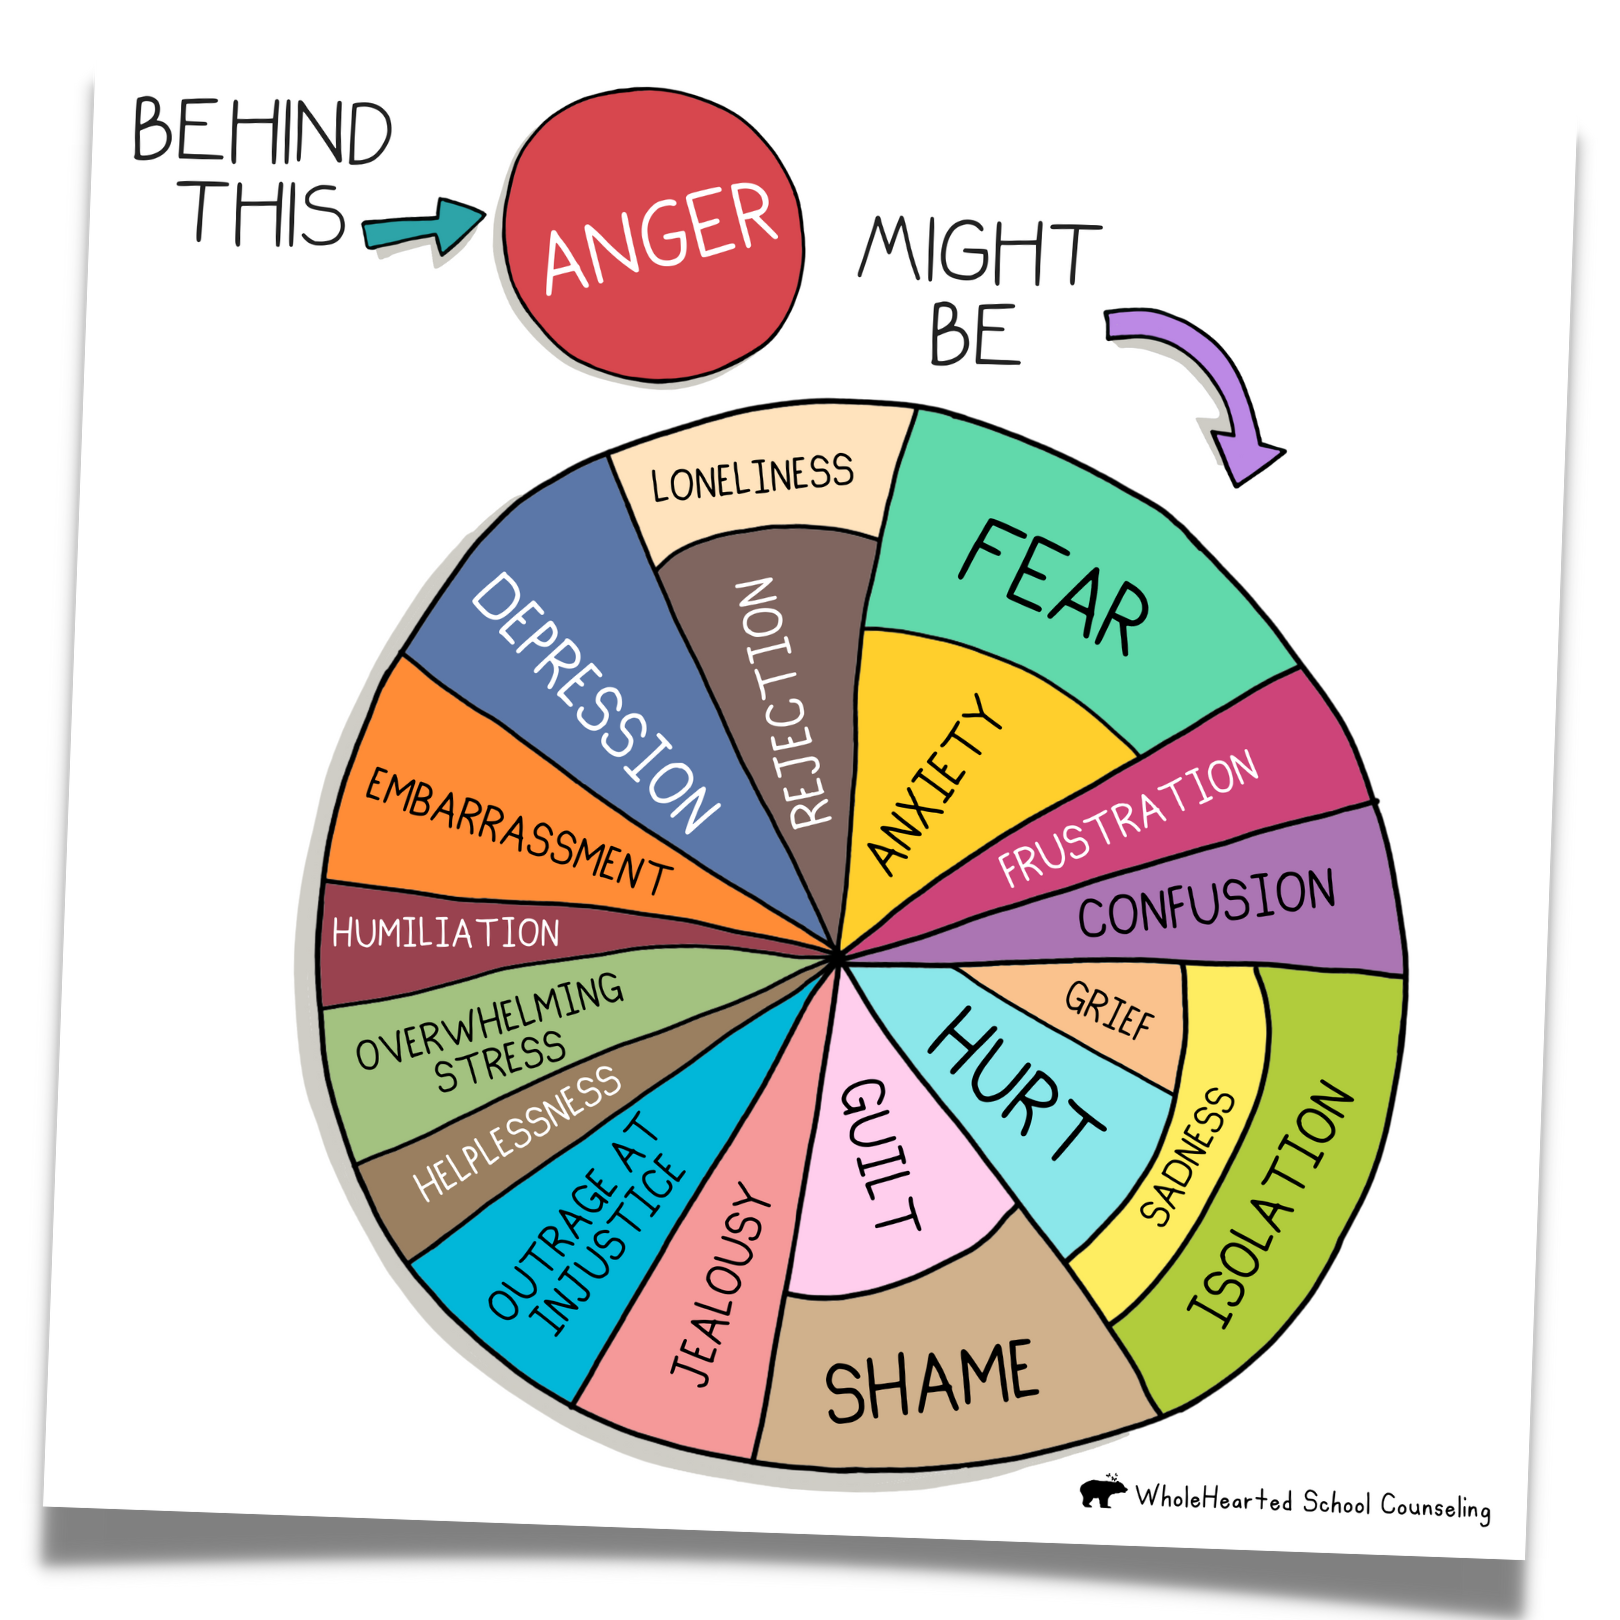 BEHIND
THIS
ANGER
MIGHT
BE
LONELINESS
REJECTION
FEAR
ANXIETY
FRUSTRATION
CONFUSION
GRIEF
HURT
SADNESS
ISOLATION
GUILT
SHAME
JEALOUSY
OUTRAGE AT
INJUSTICE
HELPLESSNESS
OVERWHELMING
STRESS
HUMILIATION
EMBARRASSMENT
DEPRESSION
WholeHearted School Counseling